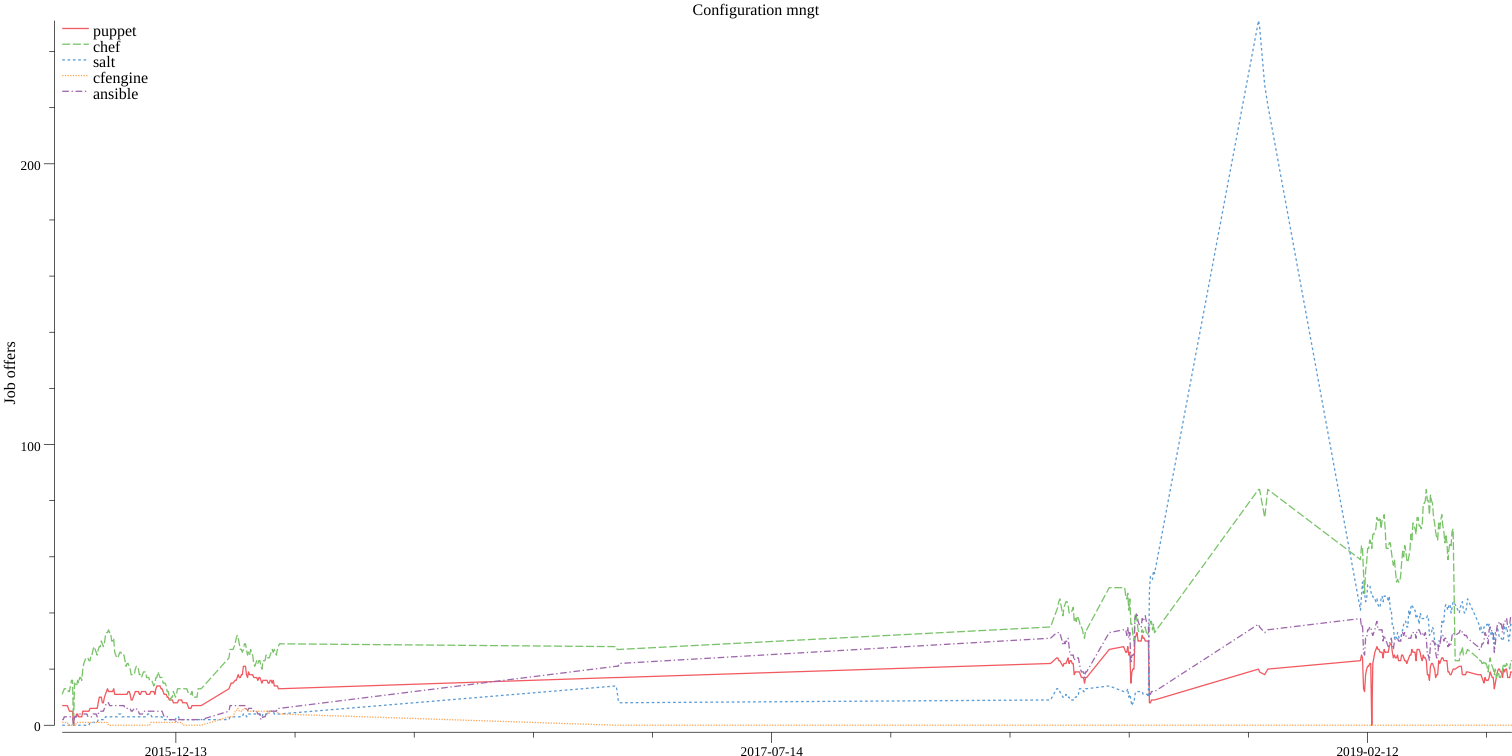 Configuration mngt
puppet
chef
salt
cfengine
ansible
200
100
0
Job offers
2015-12-13
2017-07-14
2019-02-12